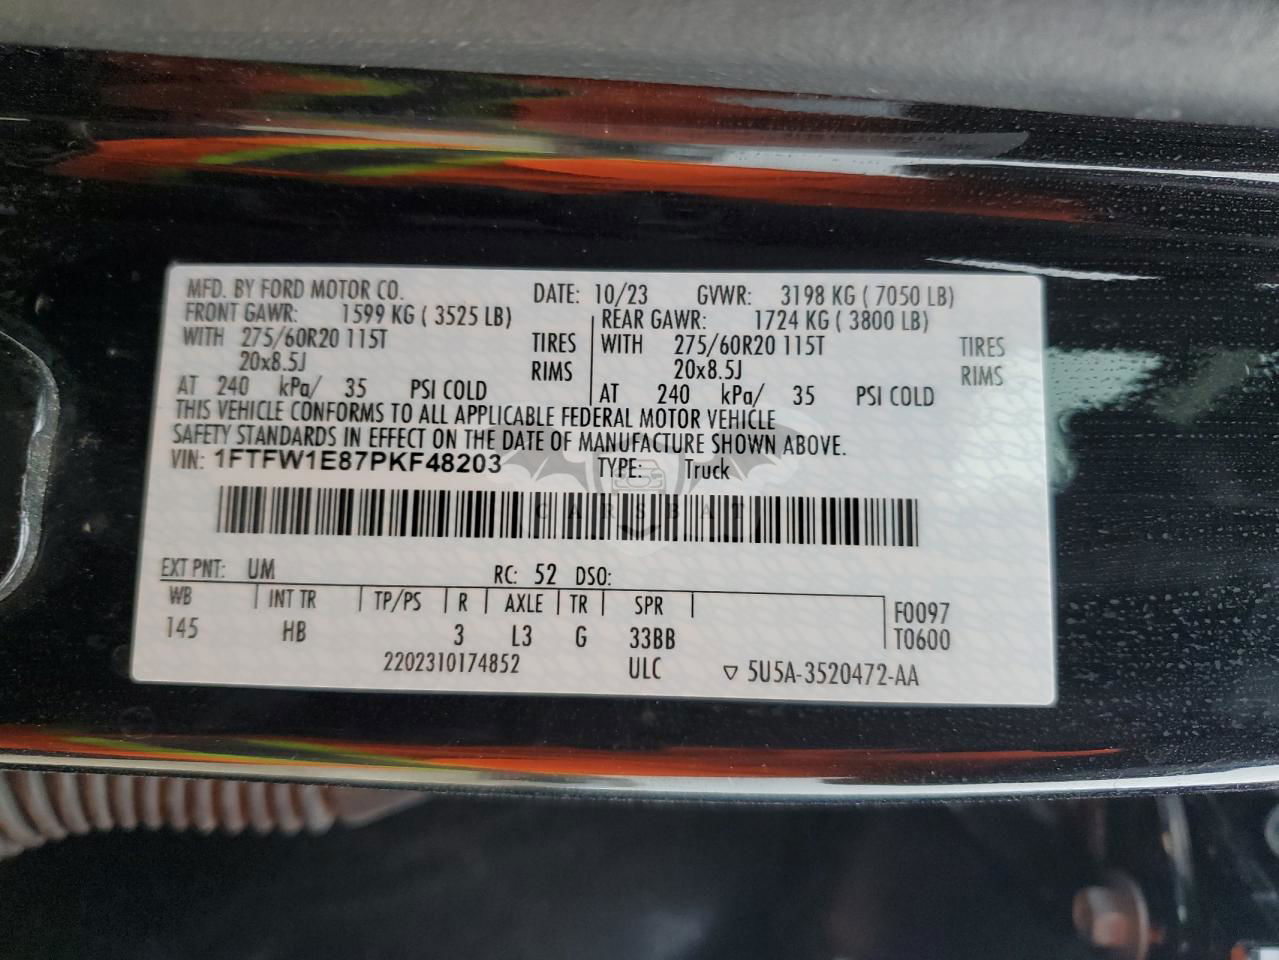 MFD. BY FORD MOTOR CO. DATE: 10/23 GVWR: 3198 KG ( 7050 LB)
FRONT GAWR: 1599 KG ( 3525 LB) REAR GAWR: 1724 KG ( 3800 LB)
WITH 275/60R20 115T TIRES WITH 275/60R20 115T TIRES
20x8.5J RIMS 20x8.5J RIMS
AT 240 kPa/ 35 PSI COLD AT 240 kPa/ 35 PSI COLD
THIS VEHICLE CONFORMS TO ALL APPLICABLE FEDERAL MOTOR VEHICLE
SAFETY STANDARDS IN EFFECT ON THE DATE OF MANUFACTURE SHOWN ABOVE.
VIN: 1FTFW1E87PKF48203 TYPE: Truck
CARSBAT
EXT PNT: UM RC: 52 DSO:
WB INT TR TP/PS R AXLE TR SPR F0097
145 HB 3 L3 G 33BB T0600
2202310174852 ULC ▽ 5U5A-3520472-AA